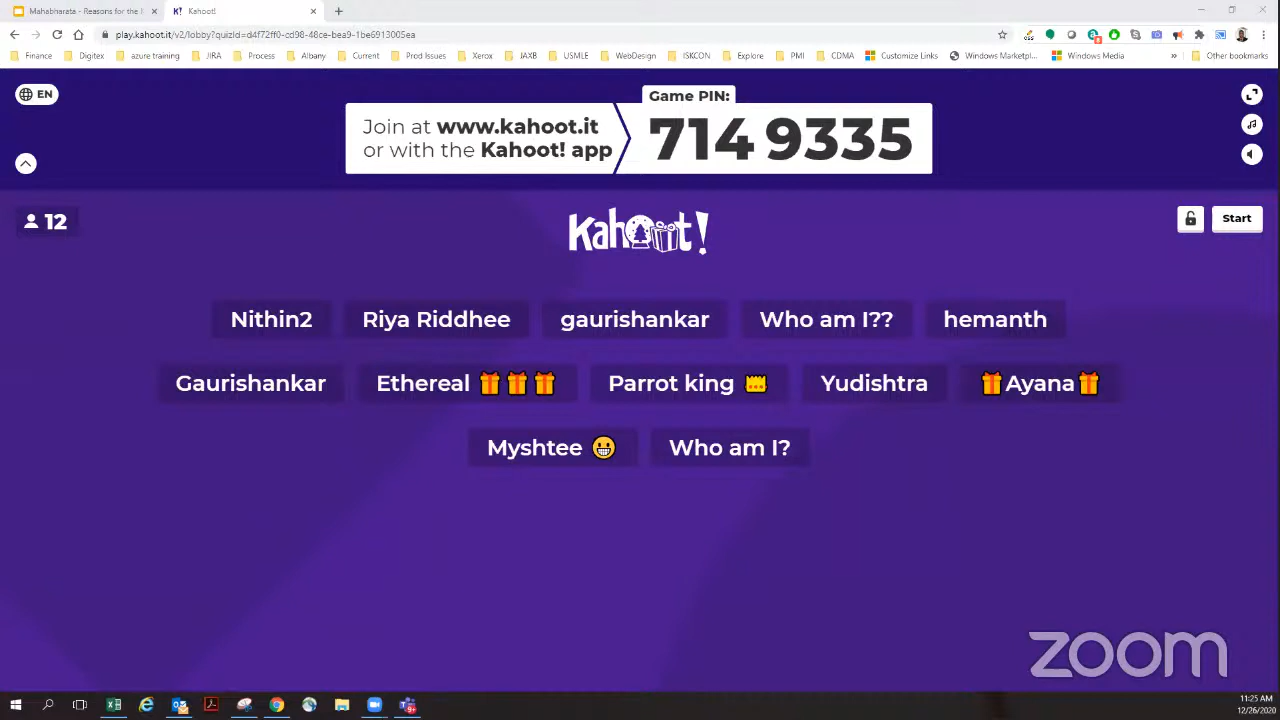 Mahabharata - Reasons for the
Kahoot!
play.kahoot.it/v2/lobby?quizId=d4f72ff0-cd98-48ce-bea9-1be6913005ea
Finance Digitex azure training JIRA Process Albany Current Prod Issues Xerox JAXB USMLE WebDesign ISKCON Explore PMI CDMA Customize Links Windows Marketpl... Windows Media » Other bookmarks
EN
Game PIN:
Join at www.kahoot.it
or with the Kahoot! app
714 9335
12
Kahoot!
Start
Nithin2 Riya Riddhee gaurishankar Who am I?? hemanth
Gaurishankar Ethereal 🎁🎁🎁 Parrot king Yudishtra 🎁Ayana🎁
Myshtee 😀 Who am I?
zoom
11:25 AM
12/26/2020